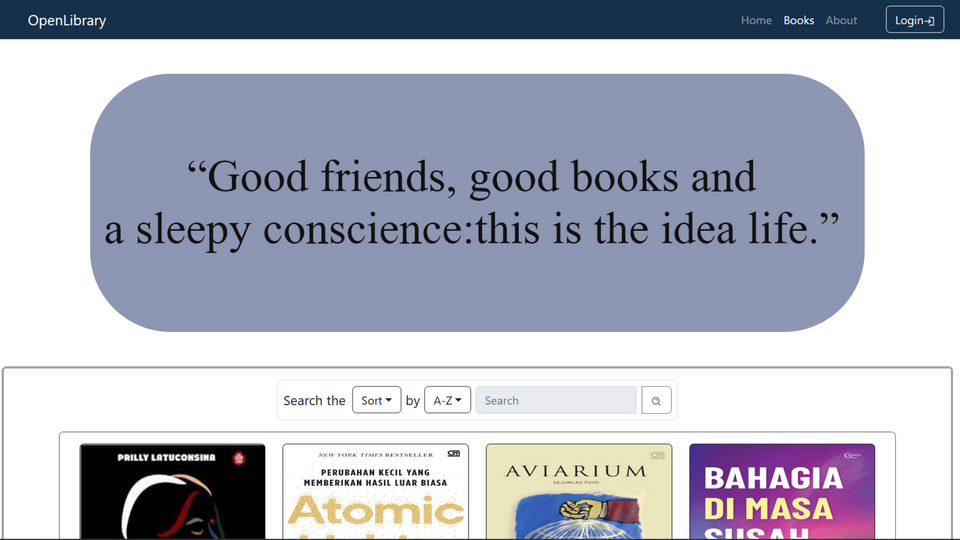 OpenLibrary
Home Books About Login
“Good friends, good books and
a sleepy conscience:this is the idea life.”
Search the Sort by A-Z Search
PRILLY LATUCONSINA
NEW YORK TIMES BESTSELLER
PERUBAHAN KECIL YANG
MEMBERIKAN HASIL LUAR BIASA
Atomic
AVIARIUM
SEJUMLAH PUISI
BAHAGIA
DI MASA
SUSAH